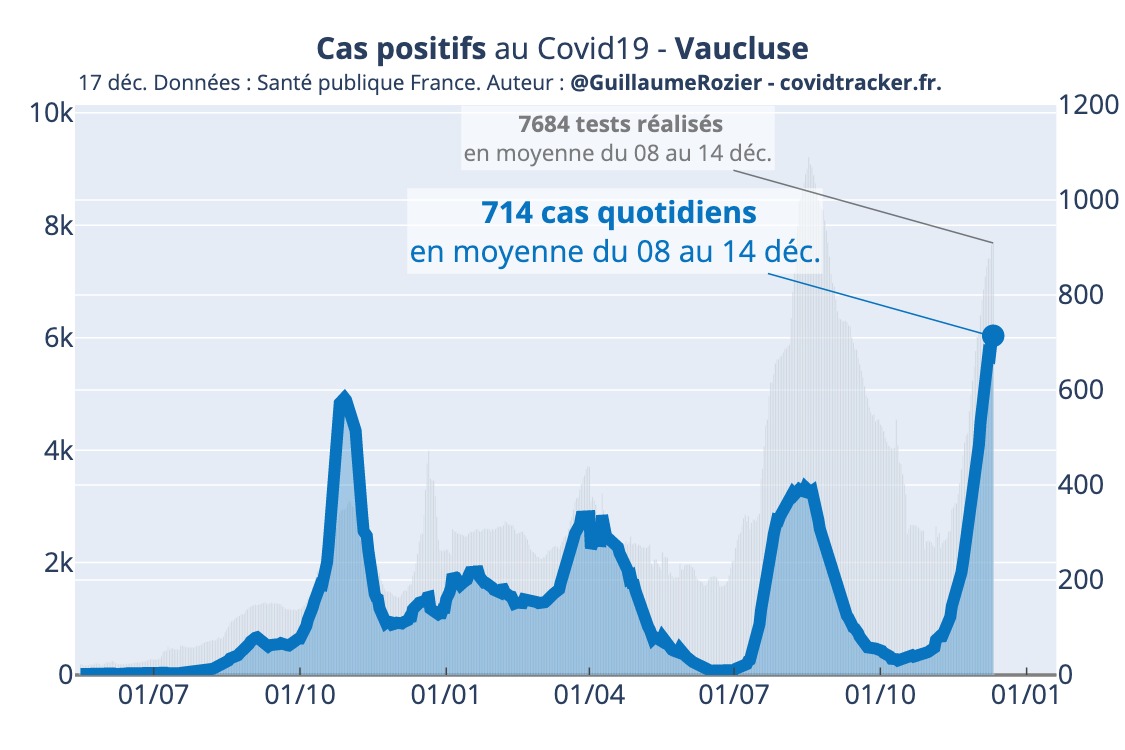 Cas positifs au Covid19 - Vaucluse
17 déc. Données : Santé publique France. Auteur : @GuillaumeRozier - covidtracker.fr.
10k
8k
6k
4k
2k
0
1200
1000
800
600
400
200
0
7684 tests réalisés
en moyenne du 08 au 14 déc.
714 cas quotidiens
en moyenne du 08 au 14 déc.
01/07
01/10
01/01
01/04
01/07
01/10
01/01